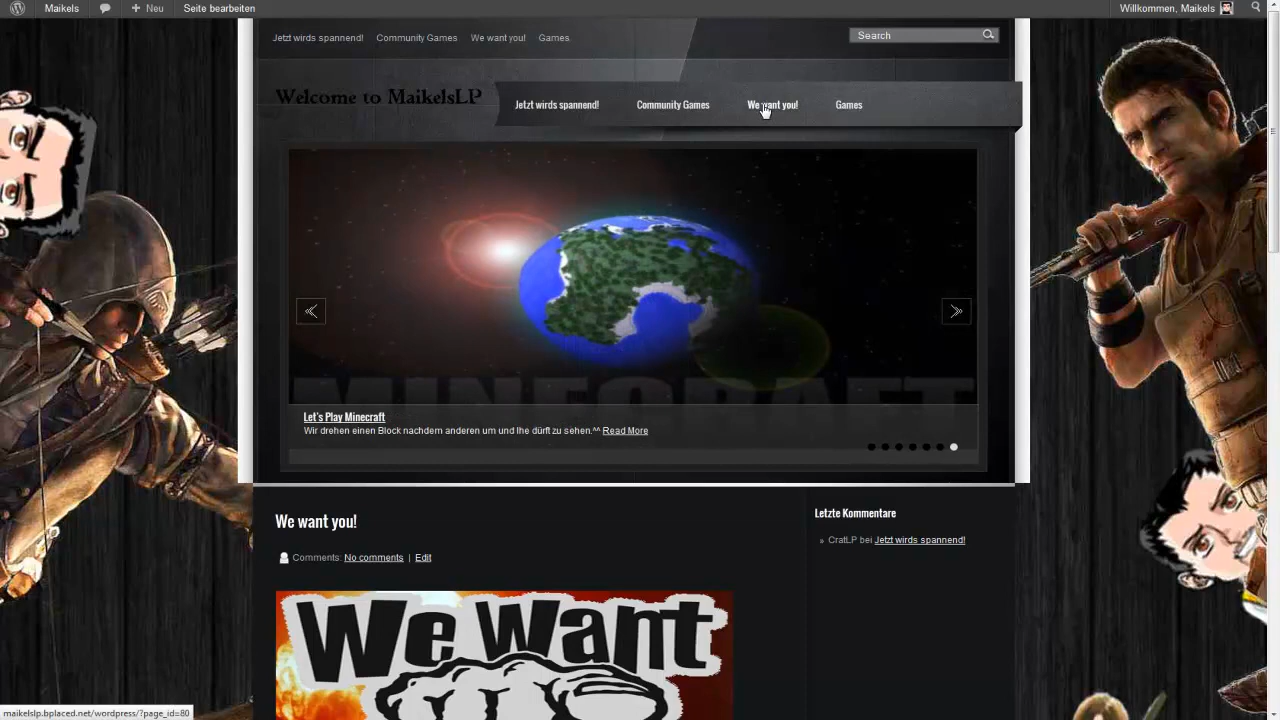 Maikels
Neu
Seite bearbeiten
Willkommen, Maikels
Jetzt wirds spannend!
Community Games
We want you!
Games
Search
Welcome to MaikelsLP
Jetzt wirds spannend!
Community Games
We want you!
Games
MINECRAFT
Let's Play Minecraft
Wir drehen einen Block nachdem anderen um und Ihe dürft zu sehen.^^ Read More
We want you!
Comments: No comments | Edit
We Want
Letzte Kommentare
» CratLP bei Jetzt wirds spannend!
maikelslp.bplaced.net/wordpress/?page_id=80